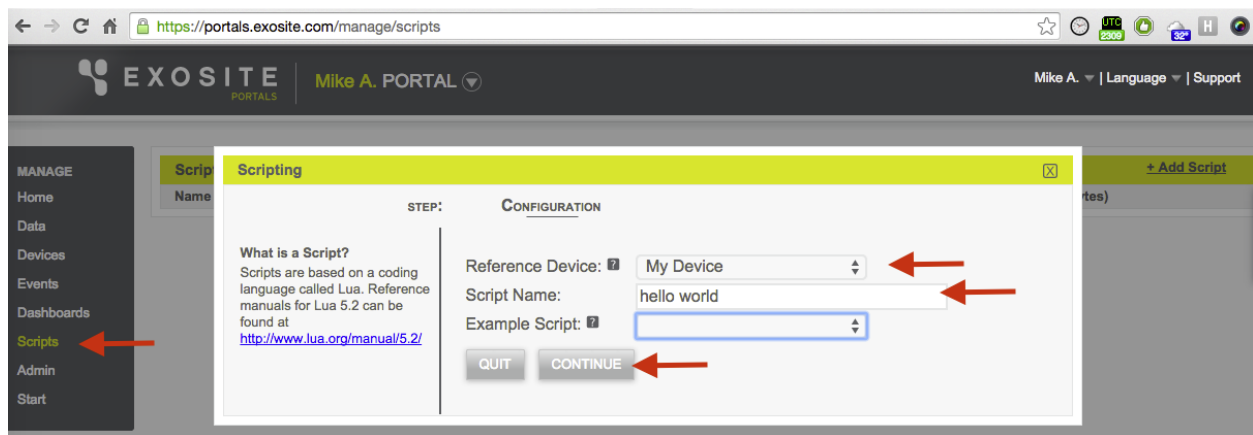 https://portals.exosite.com/manage/scripts
UTC
2309
32°
H
EXOSITE
PORTALS
Mike A. PORTAL
Mike A. | Language | Support
MANAGE
Home
Data
Devices
Events
Dashboards
Scripts
Admin
Start
Scrip
+ Add Script
Name
tes)
Scripting
X
STEP:
CONFIGURATION
What is a Script?
Scripts are based on a coding
language called Lua. Reference
manuals for Lua 5.2 can be
found at
http://www.lua.org/manual/5.2/
Reference Device: ?
My Device
Script Name:
hello world
Example Script: ?
QUIT
CONTINUE